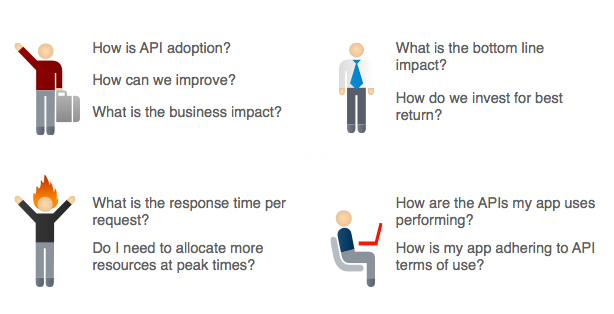 How is API adoption?
How can we improve?
What is the business impact?
What is the bottom line
impact?
How do we invest for best
return?
What is the response time per
request?
Do I need to allocate more
resources at peak times?
How are the APIs my app uses
performing?
How is my app adhering to API
terms of use?